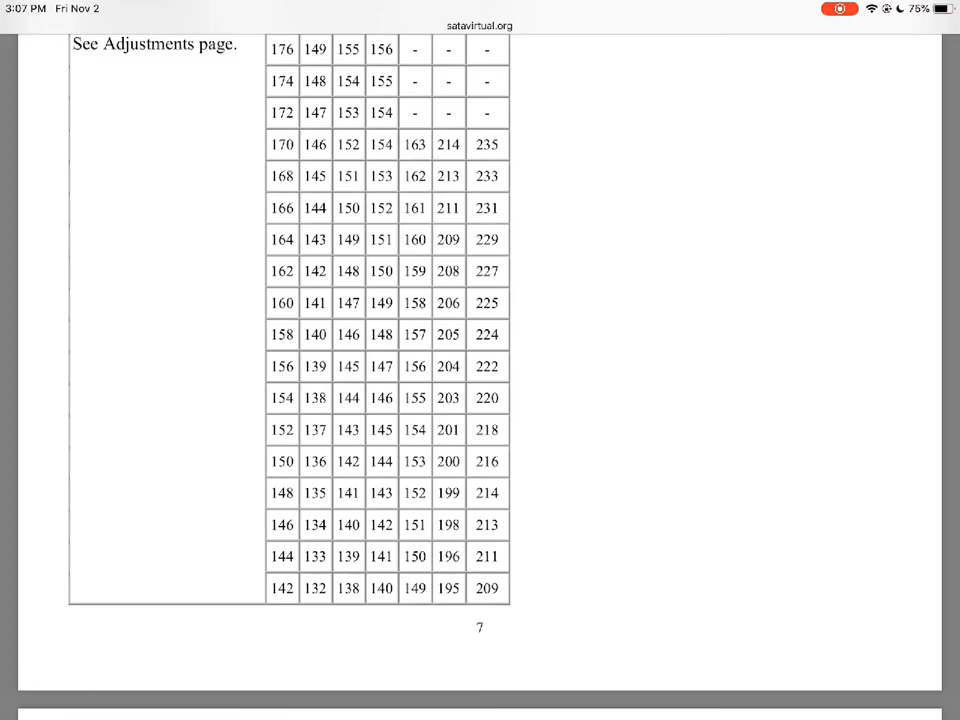 3:07 PM Fri Nov 2
75%
satavirtual.org
See Adjustments page.
176 149 155 156 - - -
174 148 154 155 - - -
172 147 153 154 - - -
170 146 152 154 163 214 235
168 145 151 153 162 213 233
166 144 150 152 161 211 231
164 143 149 151 160 209 229
162 142 148 150 159 208 227
160 141 147 149 158 206 225
158 140 146 148 157 205 224
156 139 145 147 156 204 222
154 138 144 146 155 203 220
152 137 143 145 154 201 218
150 136 142 144 153 200 216
148 135 141 143 152 199 214
146 134 140 142 151 198 213
144 133 139 141 150 196 211
142 132 138 140 149 195 209
7